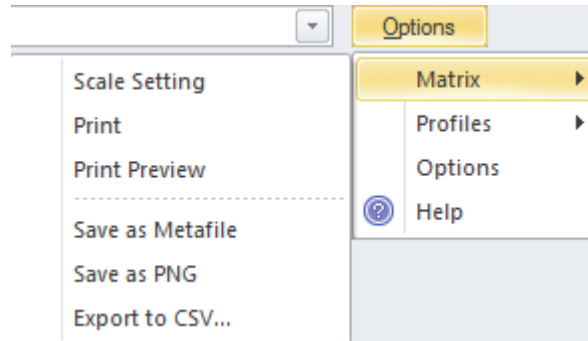 Options
Matrix
Profiles
Options
Help
Scale Setting
Print
Print Preview
Save as Metafile
Save as PNG
Export to CSV...